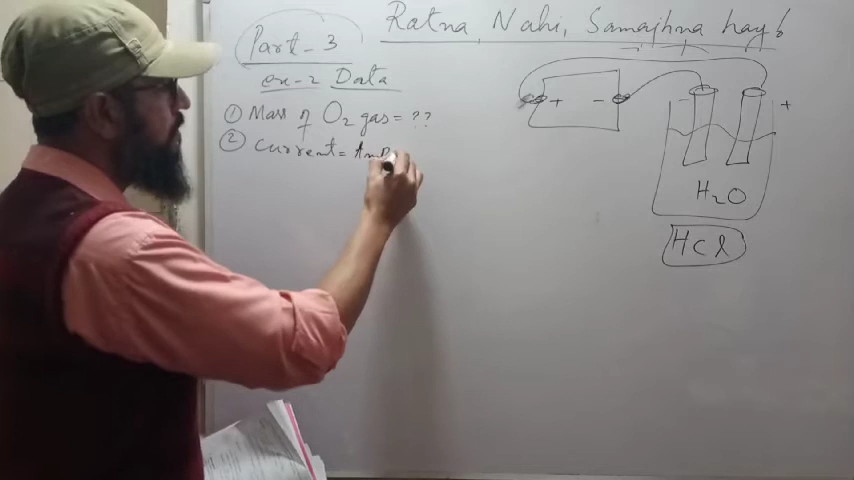 Ratna, Nahi, Samajhna hay 6
Part-3
ex-2 Data
① Mass of O2 gas = ??
② Current = Amp
+ −
− +
H2O
HCl